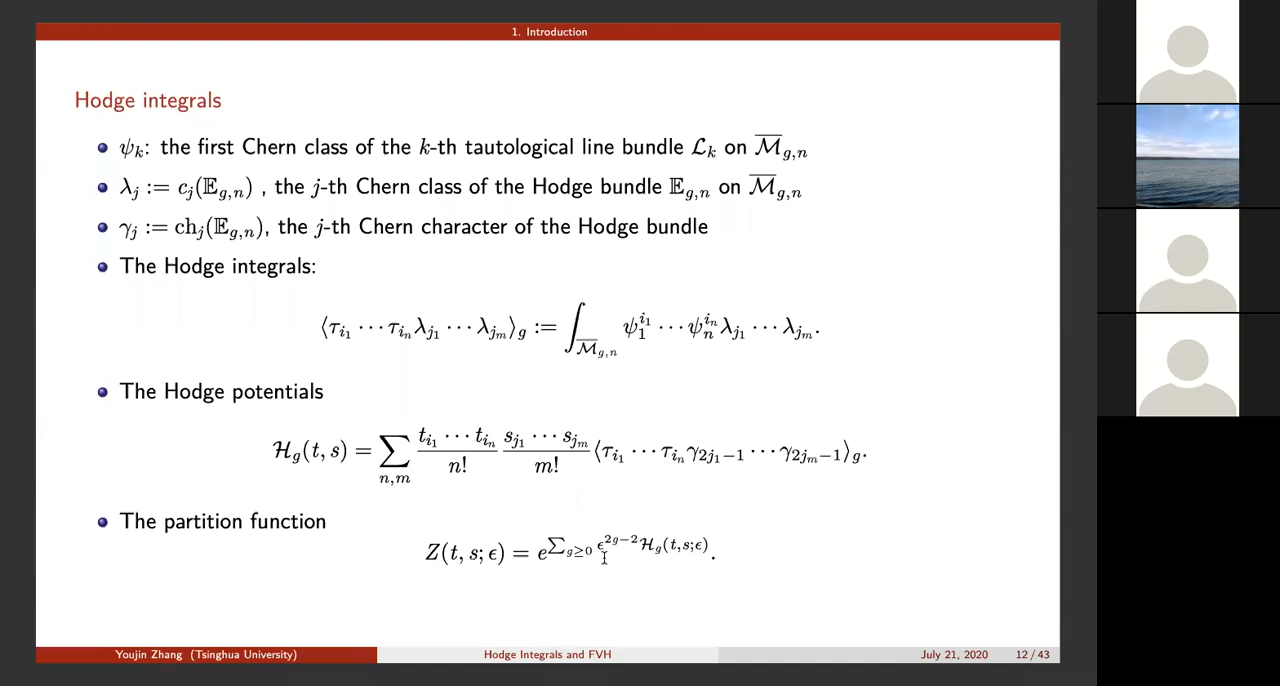 1. Introduction
Hodge integrals
ψ_k: the first Chern class of the k-th tautological line bundle ℒ_k on \overline{ℳ}_{g,n}
λ_j := c_j(𝔼_{g,n}) , the j-th Chern class of the Hodge bundle 𝔼_{g,n} on \overline{ℳ}_{g,n}
γ_j := ch_j(𝔼_{g,n}), the j-th Chern character of the Hodge bundle
The Hodge integrals:
⟨τ_{i_1} ⋯ τ_{i_n} λ_{j_1} ⋯ λ_{j_m}⟩_g := ∫_{\overline{ℳ}_{g,n}} ψ_1^{i_1} ⋯ ψ_n^{i_n} λ_{j_1} ⋯ λ_{j_m}.
The Hodge potentials
ℋ_g(t, s) = ∑_{n,m} \frac{t_{i_1} ⋯ t_{i_n}}{n!} \frac{s_{j_1} ⋯ s_{j_m}}{m!} ⟨τ_{i_1} ⋯ τ_{i_n} γ_{2j_1−1} ⋯ γ_{2j_m−1}⟩_g.
The partition function
Z(t, s; ϵ) = e^{∑_{g≥0} ϵ^{2g−2} ℋ_g(t,s;ϵ)}.
Youjin Zhang (Tsinghua University) Hodge Integrals and FVH July 21, 2020 12 / 43